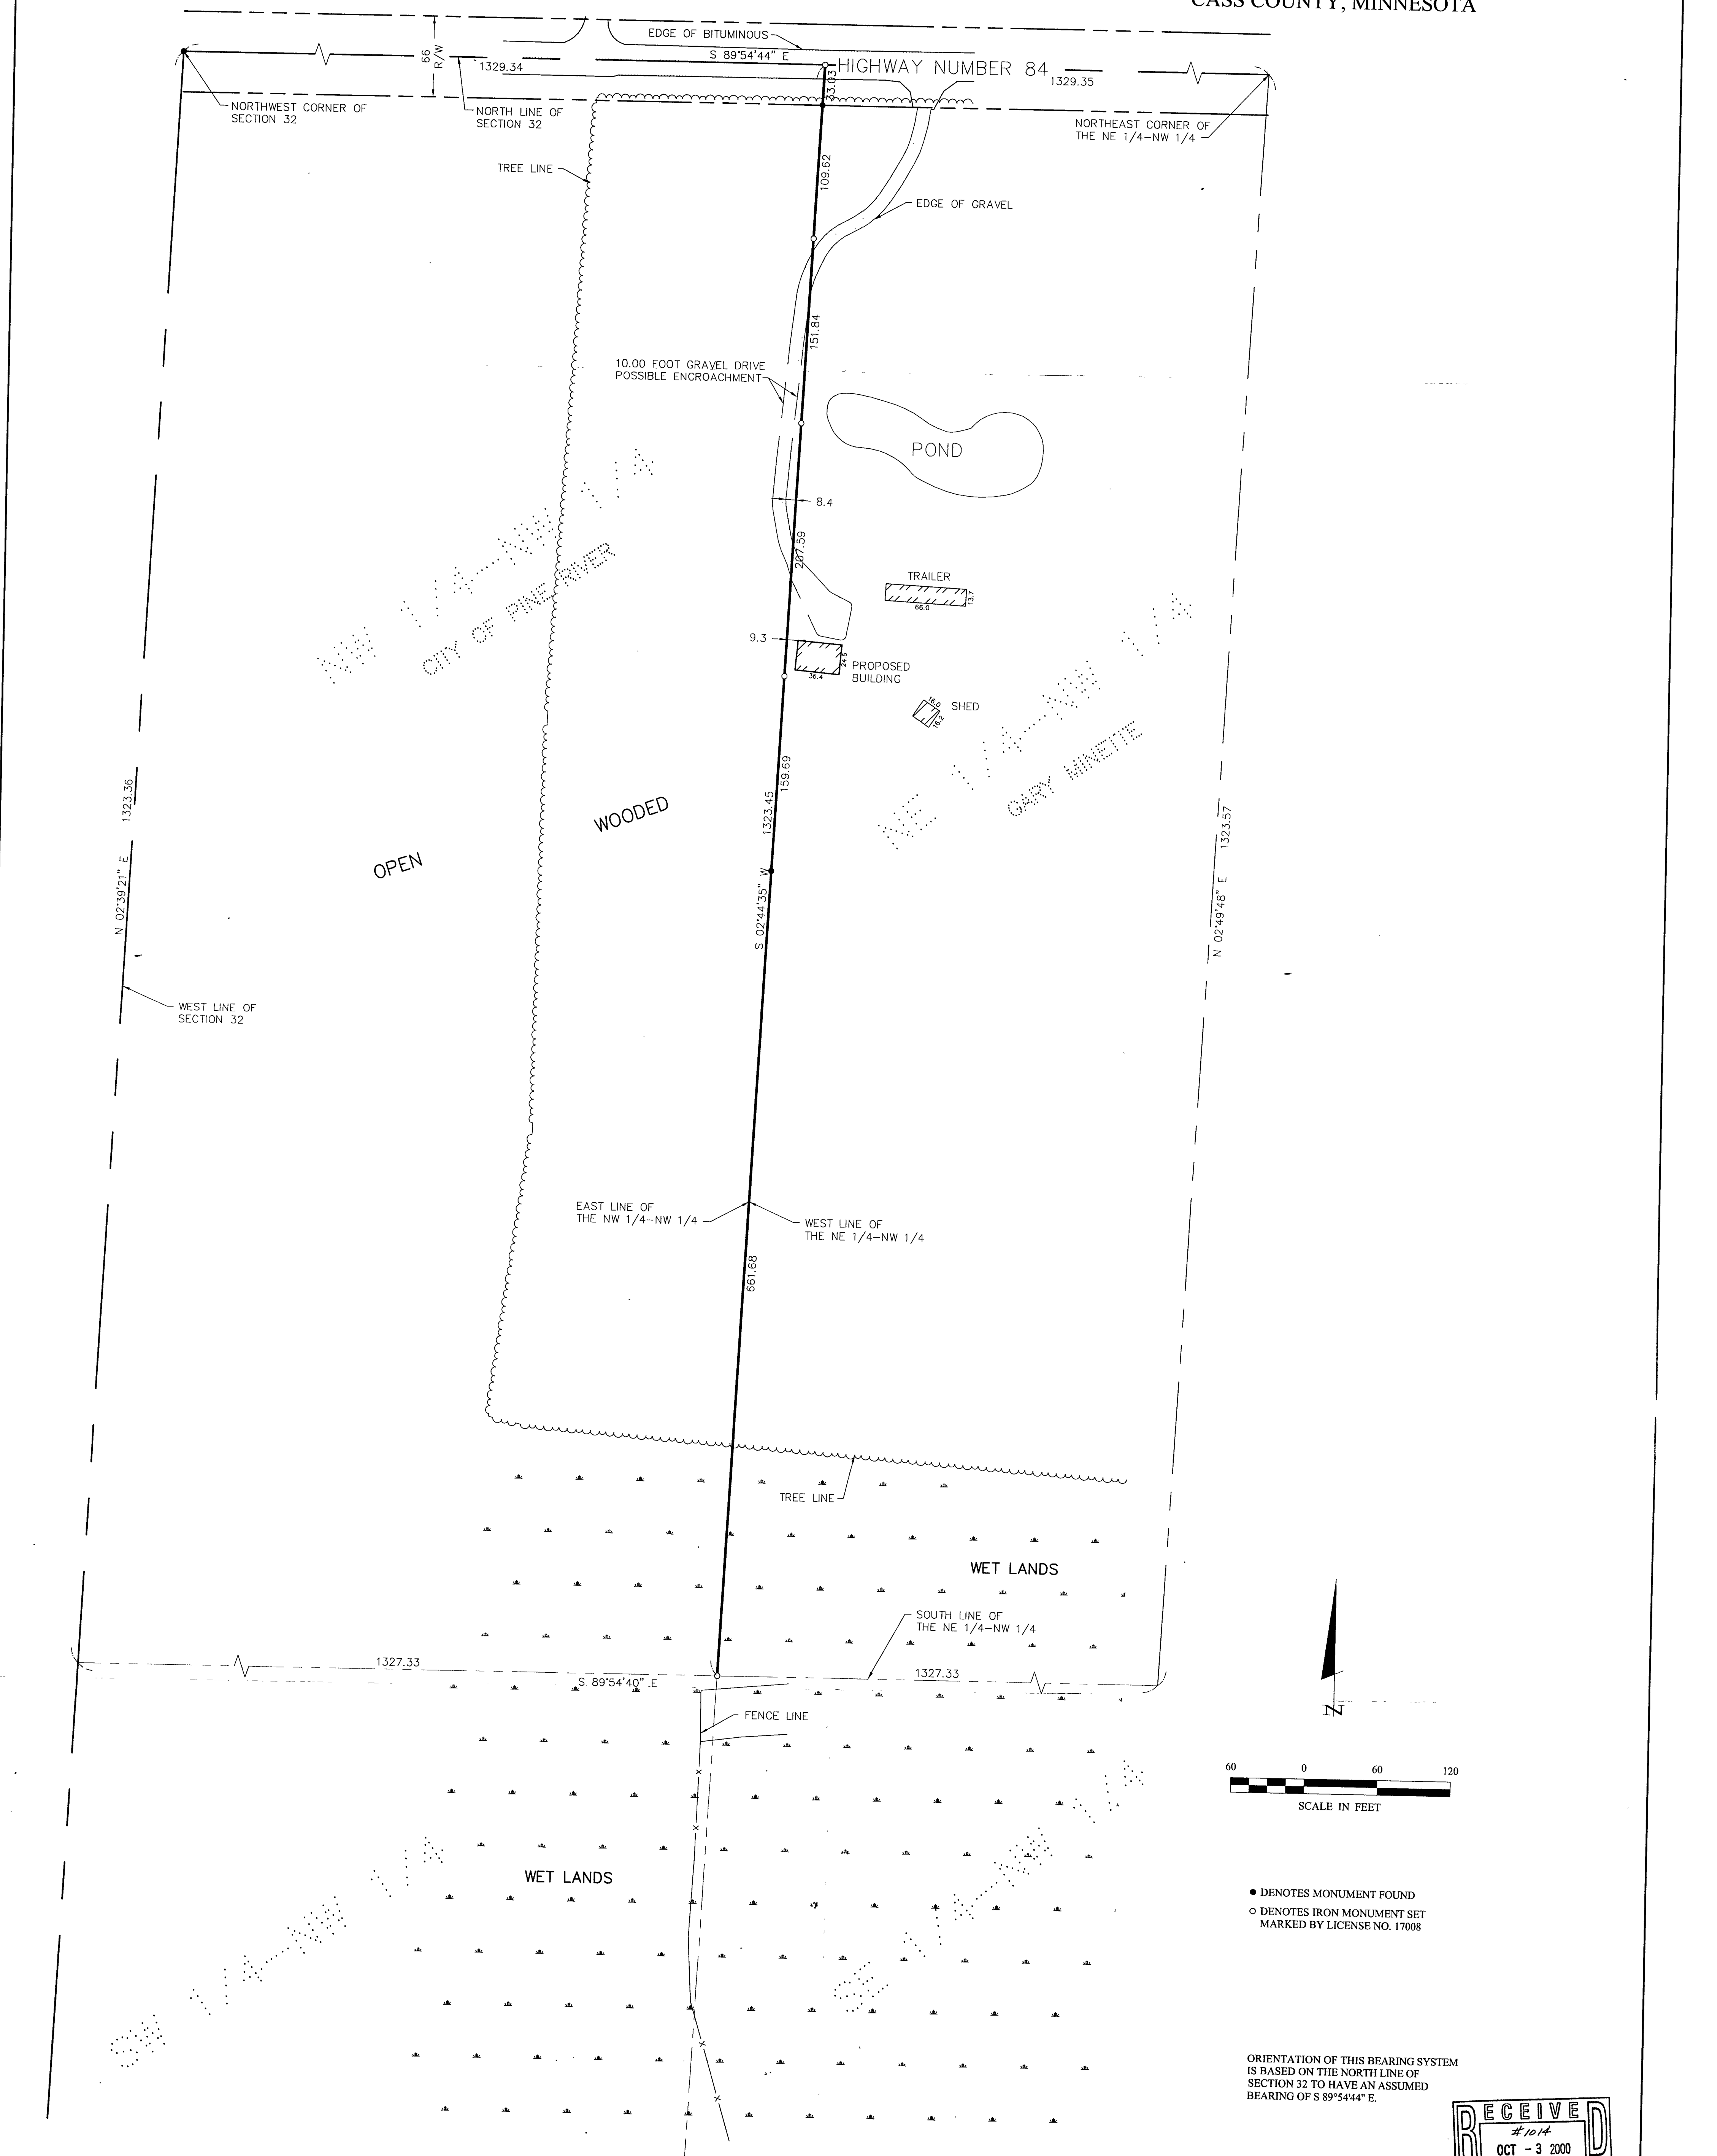 CASS COUNTY, MINNESOTA
EDGE OF BITUMINOUS
66
R/W
S 89°54'44" E
1329.34
HIGHWAY NUMBER 84
1329.35
33.03
NORTHWEST CORNER OF
SECTION 32
NORTH LINE OF
SECTION 32
NORTHEAST CORNER OF
THE NE 1/4-NW 1/4
TREE LINE
109.62
EDGE OF GRAVEL
151.84
10.00 FOOT GRAVEL DRIVE
POSSIBLE ENCROACHMENT
POND
8.4
207.59
NW 1/4-NW 1/4
CITY OF PINE RIVER
TRAILER
13.7
66.0
9.3
24.6
36.4
PROPOSED
BUILDING
16.0
16.2
SHED
NE 1/4-NW 1/4
GARY MINETTE
159.69
1323.36
1323.45
1323.57
WOODED
OPEN
N 02°39'21" E
S 02°44'35" W
N 02°49'48" E
WEST LINE OF
SECTION 32
EAST LINE OF
THE NW 1/4-NW 1/4
WEST LINE OF
THE NE 1/4-NW 1/4
661.68
TREE LINE
WET LANDS
SOUTH LINE OF
THE NE 1/4-NW 1/4
1327.33
1327.33
S 89°54'40" E
FENCE LINE
N
60 0 60 120
SCALE IN FEET
WET LANDS
SW 1/4-NW 1/4
SE 1/4-NW 1/4
● DENOTES MONUMENT FOUND
○ DENOTES IRON MONUMENT SET
MARKED BY LICENSE NO. 17008
ORIENTATION OF THIS BEARING SYSTEM
IS BASED ON THE NORTH LINE OF
SECTION 32 TO HAVE AN ASSUMED
BEARING OF S 89°54'44" E.
RECEIVED
#1014
OCT -3 2000